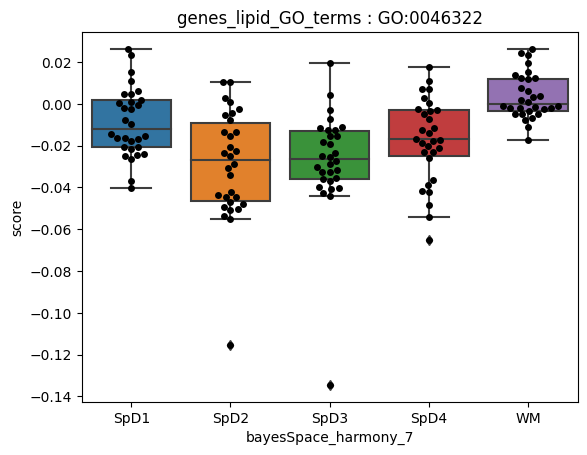 genes_lipid_GO_terms : GO:0046322
score
0.02
0.00
−0.02
−0.04
−0.06
−0.08
−0.10
−0.12
−0.14
SpD1 SpD2 SpD3 SpD4 WM
bayesSpace_harmony_7